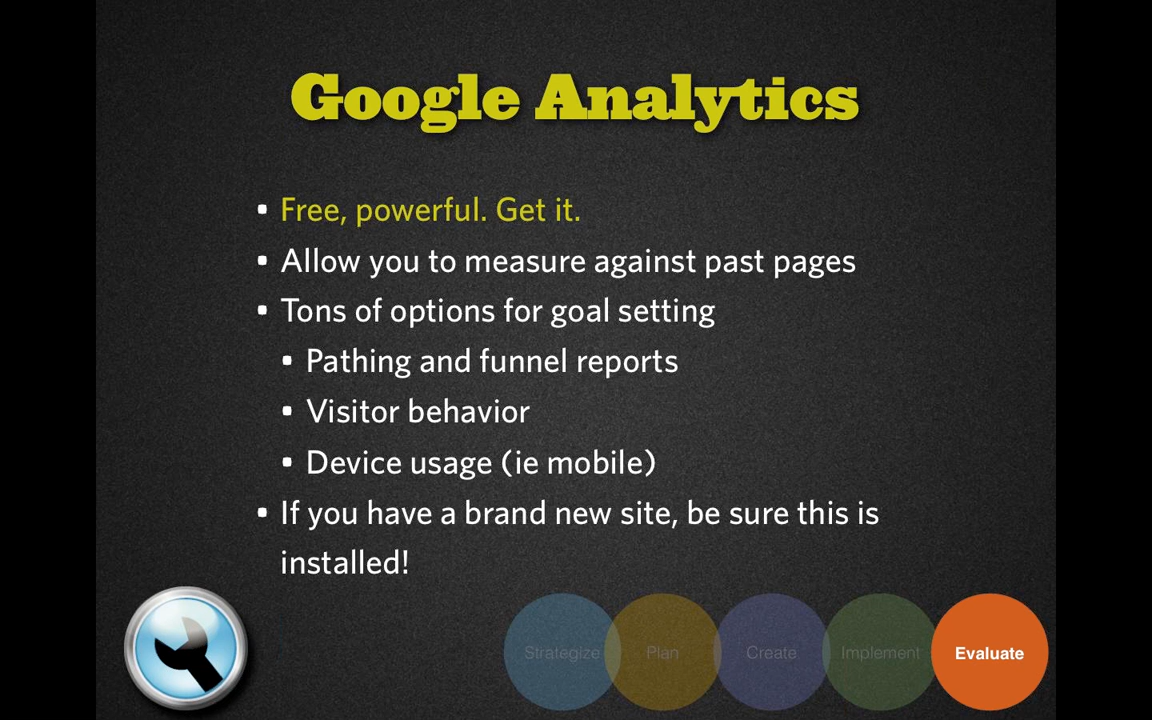 Google Analytics
• Free, powerful. Get it.
• Allow you to measure against past pages
• Tons of options for goal setting
• Pathing and funnel reports
• Visitor behavior
• Device usage (ie mobile)
• If you have a brand new site, be sure this is
installed!
Strategize Plan Create Implement Evaluate